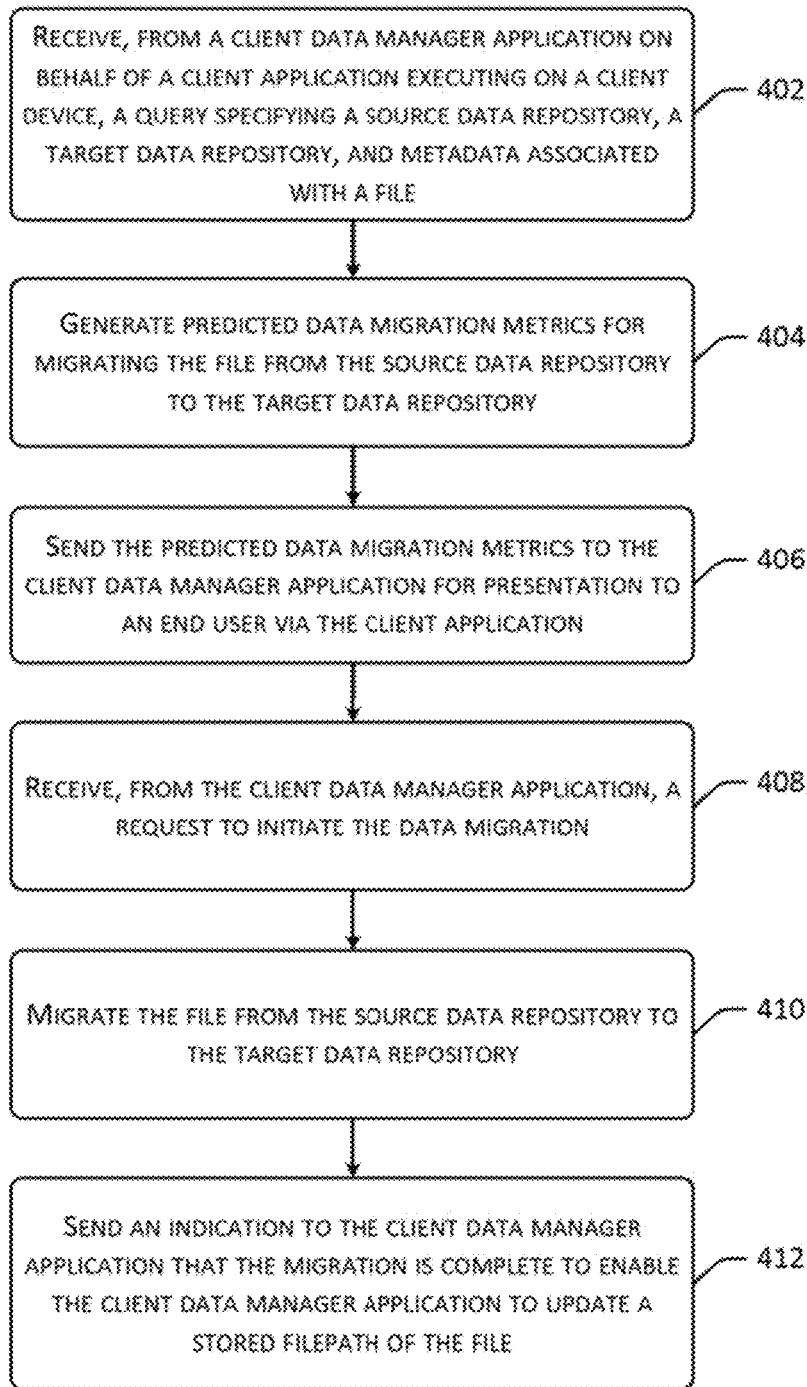 RECEIVE, FROM A CLIENT DATA MANAGER APPLICATION ON
BEHALF OF A CLIENT APPLICATION EXECUTING ON A CLIENT
DEVICE, A QUERY SPECIFYING A SOURCE DATA REPOSITORY, A
TARGET DATA REPOSITORY, AND METADATA ASSOCIATED
WITH A FILE
402
GENERATE PREDICTED DATA MIGRATION METRICS FOR
MIGRATING THE FILE FROM THE SOURCE DATA REPOSITORY
TO THE TARGET DATA REPOSITORY
404
SEND THE PREDICTED DATA MIGRATION METRICS TO THE
CLIENT DATA MANAGER APPLICATION FOR PRESENTATION TO
AN END USER VIA THE CLIENT APPLICATION
406
RECEIVE, FROM THE CLIENT DATA MANAGER APPLICATION, A
REQUEST TO INITIATE THE DATA MIGRATION
408
MIGRATE THE FILE FROM THE SOURCE DATA REPOSITORY TO
THE TARGET DATA REPOSITORY
410
SEND AN INDICATION TO THE CLIENT DATA MANAGER
APPLICATION THAT THE MIGRATION IS COMPLETE TO ENABLE
THE CLIENT DATA MANAGER APPLICATION TO UPDATE A
STORED FILEPATH OF THE FILE
412